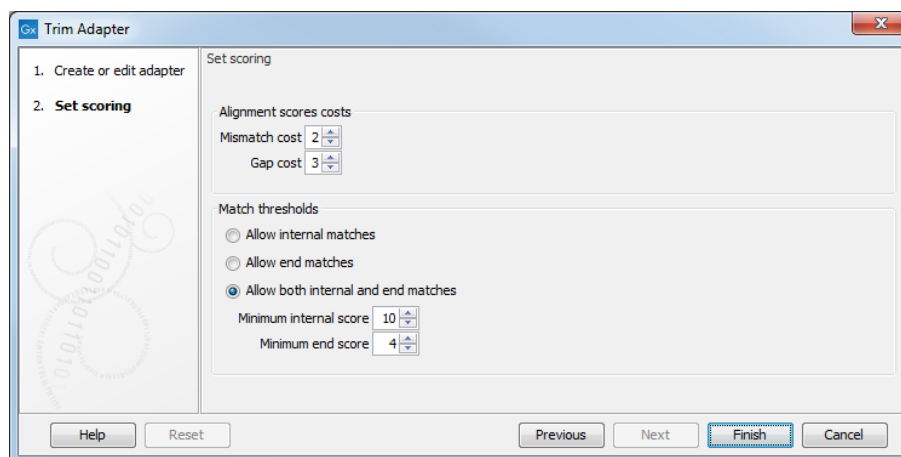 Gx Trim Adapter
1. Create or edit adapter
2. Set scoring
Set scoring
Alignment scores costs
Mismatch cost 2
Gap cost 3
Match thresholds
Allow internal matches
Allow end matches
Allow both internal and end matches
Minimum internal score 10
Minimum end score 4
Help Reset Previous Next Finish Cancel